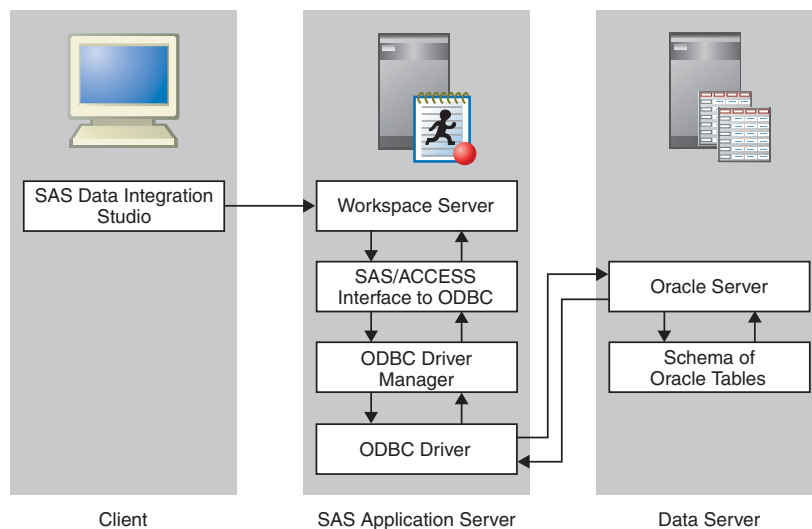 SAS Data Integration
Studio
Workspace Server
SAS/ACCESS
Interface to ODBC
ODBC Driver
Manager
ODBC Driver
Oracle Server
Schema of
Oracle Tables
Client
SAS Application Server
Data Server